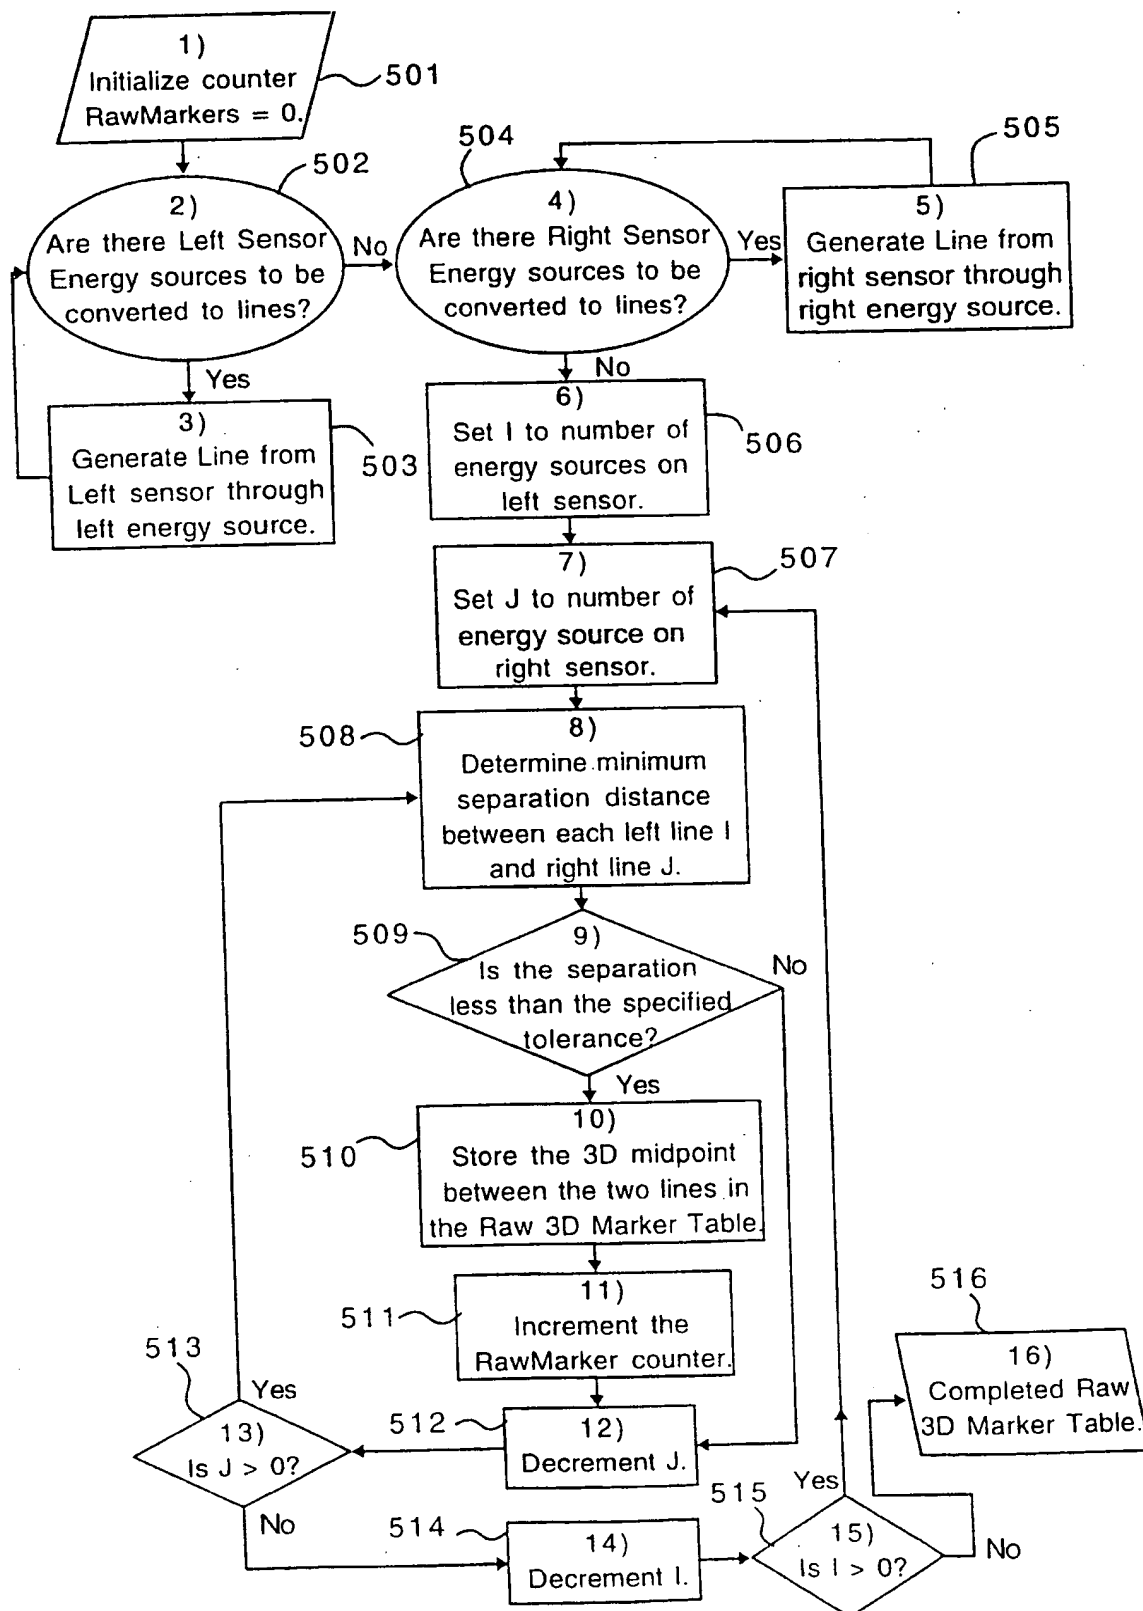 1)
Initialize counter
RawMarkers = 0.
501
502
2)
Are there Left Sensor
Energy sources to be
converted to lines?
No
Yes
3)
Generate Line from
Left sensor through
left energy source.
503
504
4)
Are there Right Sensor
Energy sources to be
converted to lines?
Yes
No
505
5)
Generate Line from
right sensor through
right energy source.
6)
Set I to number of
energy sources on
left sensor.
506
7)
Set J to number of
energy source on
right sensor.
507
508
8)
Determine minimum
separation distance
between each left line I
and right line J.
509
9)
Is the separation
less than the specified
tolerance?
No
Yes
510
10)
Store the 3D midpoint
between the two lines in
the Raw 3D Marker Table.
511
11)
Increment the
RawMarker counter.
512
12)
Decrement J.
513
Yes
13)
Is J > 0?
No
514
14)
Decrement I.
515
Yes
15)
Is I > 0?
No
516
16)
Completed Raw
3D Marker Table.